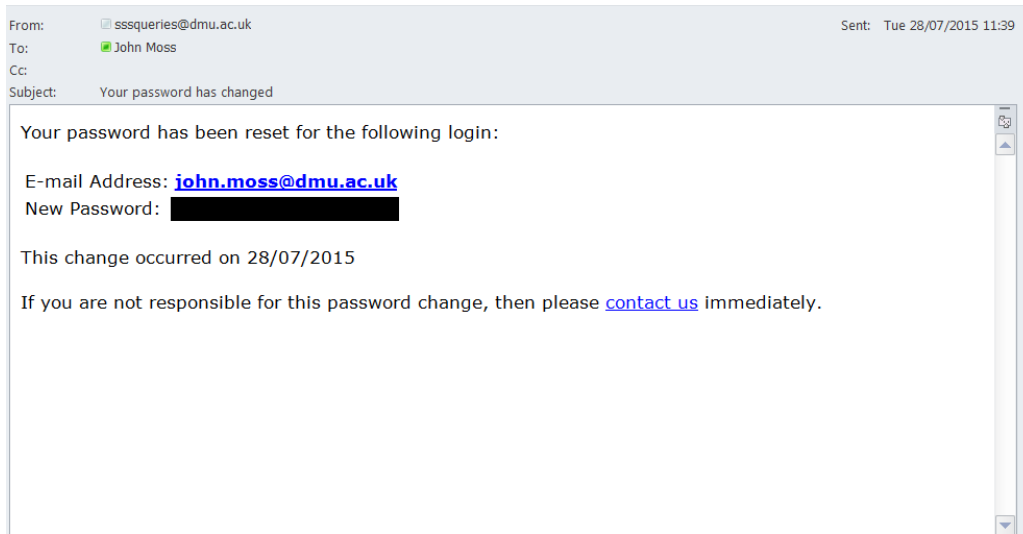 From: sssqueries@dmu.ac.uk Sent: Tue 28/07/2015 11:39
To: John Moss
Cc:
Subject: Your password has changed
Your password has been reset for the following login:
E-mail Address: john.moss@dmu.ac.uk
New Password:
This change occurred on 28/07/2015
If you are not responsible for this password change, then please contact us immediately.